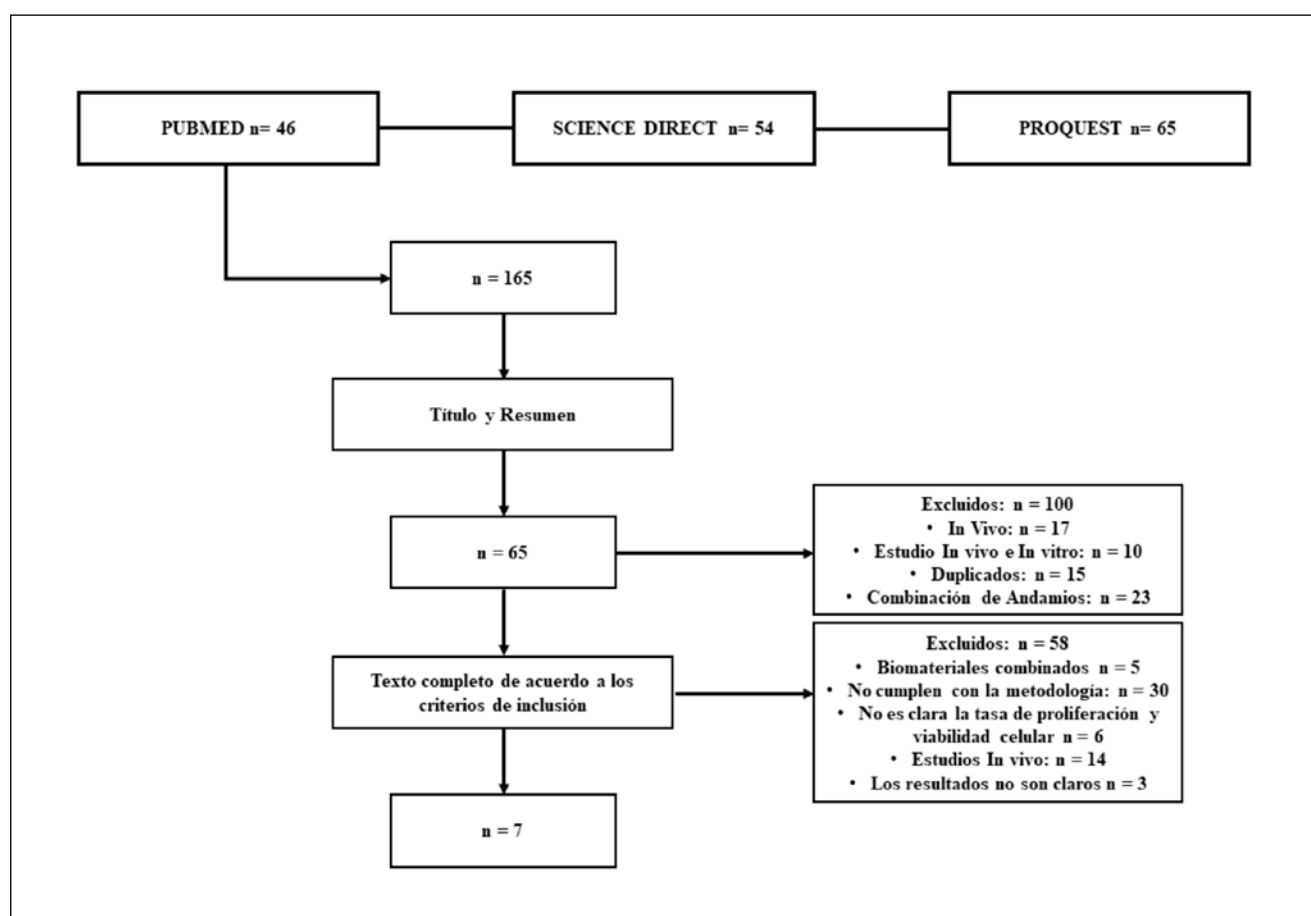 PUBMED n= 46
SCIENCE DIRECT n= 54
PROQUEST n= 65
n = 165
Título y Resumen
n = 65
Excluidos: n = 100
• In Vivo: n = 17
• Estudio In vivo e In vitro: n = 10
• Duplicados: n = 15
• Combinación de Andamios: n = 23
Texto completo de acuerdo a los
criterios de inclusión
Excluidos: n = 58
• Biomateriales combinados n = 5
• No cumplen con la metodología: n = 30
• No es clara la tasa de proliferación y
viabilidad celular n = 6
• Estudios In vivo: n = 14
• Los resultados no son claros n = 3
n = 7